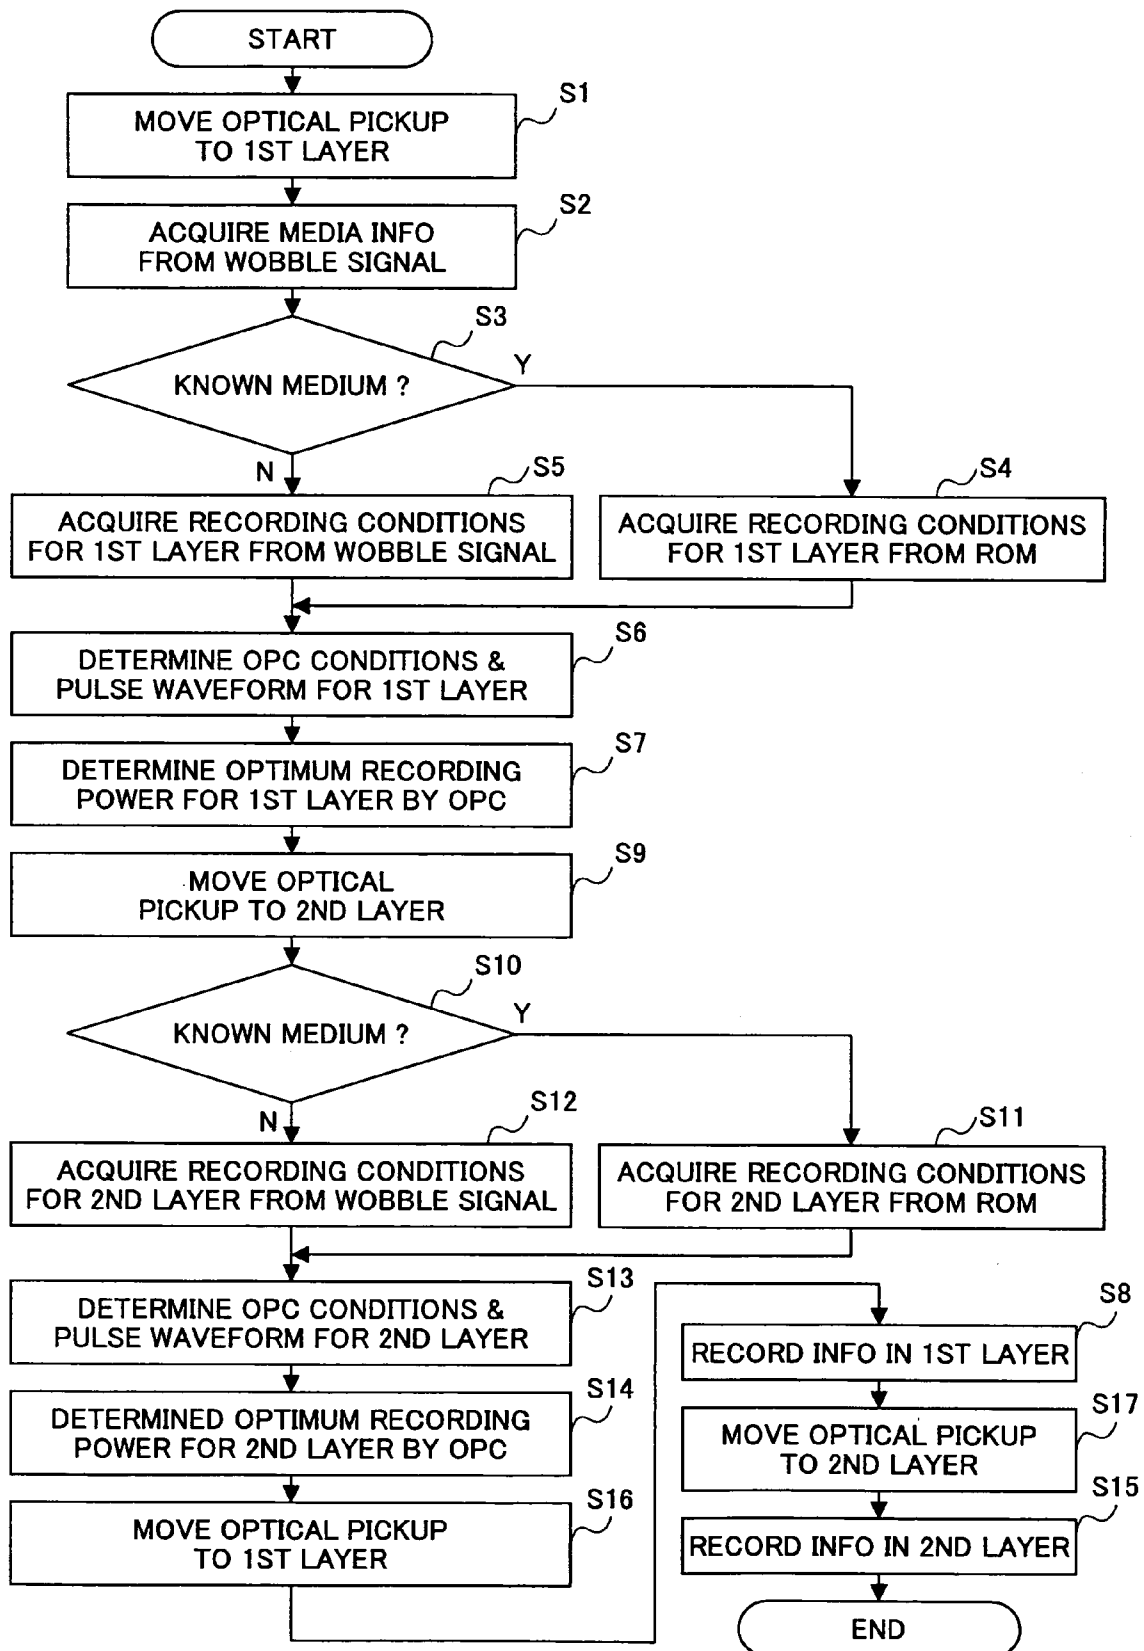 START
S1
MOVE OPTICAL PICKUP
TO 1ST LAYER
S2
ACQUIRE MEDIA INFO
FROM WOBBLE SIGNAL
S3
KNOWN MEDIUM ?
Y
N
S5
ACQUIRE RECORDING CONDITIONS
FOR 1ST LAYER FROM WOBBLE SIGNAL
S4
ACQUIRE RECORDING CONDITIONS
FOR 1ST LAYER FROM ROM
S6
DETERMINE OPC CONDITIONS &
PULSE WAVEFORM FOR 1ST LAYER
S7
DETERMINE OPTIMUM RECORDING
POWER FOR 1ST LAYER BY OPC
S9
MOVE OPTICAL
PICKUP TO 2ND LAYER
S10
KNOWN MEDIUM ?
Y
N
S12
ACQUIRE RECORDING CONDITIONS
FOR 2ND LAYER FROM WOBBLE SIGNAL
S11
ACQUIRE RECORDING CONDITIONS
FOR 2ND LAYER FROM ROM
S13
DETERMINE OPC CONDITIONS &
PULSE WAVEFORM FOR 2ND LAYER
S14
DETERMINED OPTIMUM RECORDING
POWER FOR 2ND LAYER BY OPC
S16
MOVE OPTICAL PICKUP
TO 1ST LAYER
S8
RECORD INFO IN 1ST LAYER
S17
MOVE OPTICAL PICKUP
TO 2ND LAYER
S15
RECORD INFO IN 2ND LAYER
END